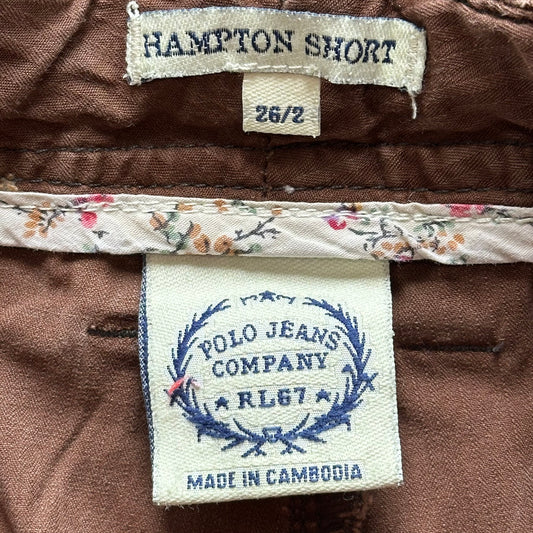 HAMPTON SHORT
26/2
POLO JEANS
COMPANY
★ RL67 ★
MADE IN CAMBODIA